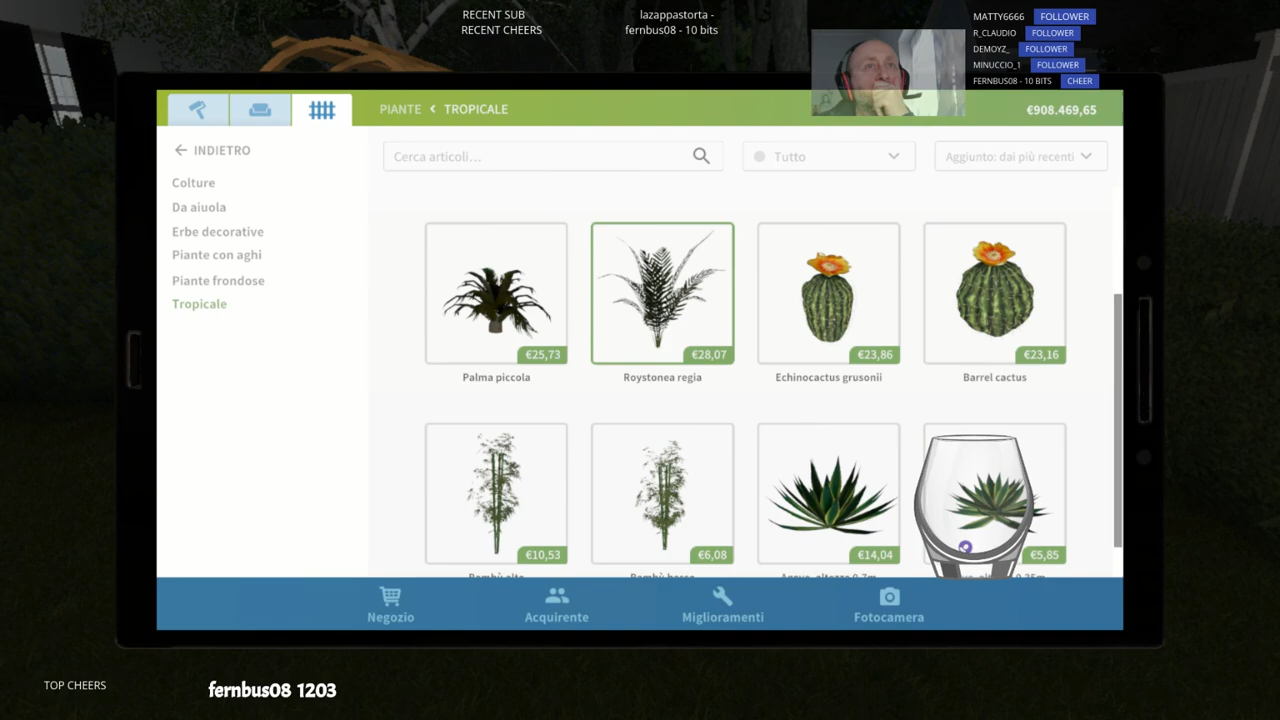 RECENT SUB
RECENT CHEERS
lazappastorta -
fernbus08 - 10 bits
MATTY6666 FOLLOWER
R_CLAUDIO FOLLOWER
DEMOYZ_ FOLLOWER
MINUCCIO_1 FOLLOWER
FERNBUS08 - 10 BITS CHEER
PIANTE < TROPICALE
€908.469,65
INDIETRO
Cerca articoli...
Tutto
Aggiunto: dai più recenti
Colture
Da aiuola
Erbe decorative
Piante con aghi
Piante frondose
Tropicale
€25,73
€28,07
€23,86
€23,16
Palma piccola
Roystonea regia
Echinocactus grusonii
Barrel cactus
€10,53
€6,08
€14,04
€5,85
Negozio
Acquirente
Miglioramenti
Fotocamera
TOP CHEERS
fernbus08 1203